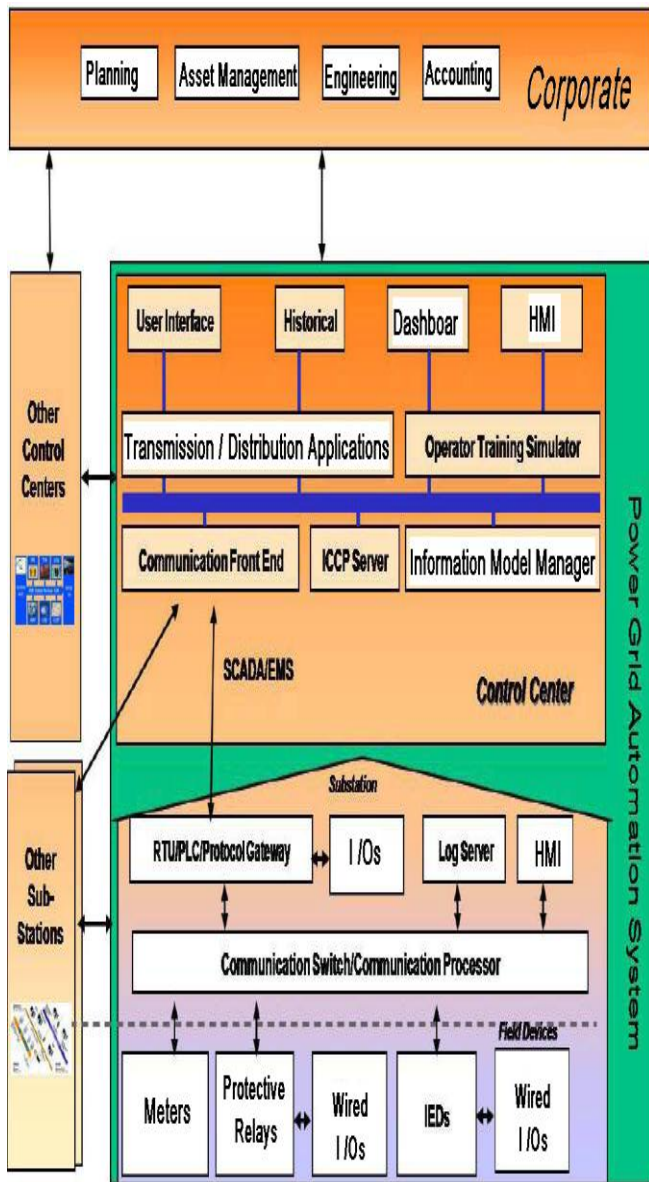 Planning
Asset Management
Engineering
Accounting
Corporate
User Interface
Historical
Dashboar
HMI
Other
Control
Centers
Transmission / Distribution Applications
Operator Training Simulator
Communication Front End
ICCP Server
Information Model Manager
SCADA/EMS
Control Center
Power Grid Automation System
Substation
RTU/PLC/Protocol Gateway
I /Os
Log Server
HMI
Other
Sub-
Stations
Communication Switch/Communication Processor
Field Devices
Meters
Protective
Relays
Wired
I /Os
IEDs
Wired
I /Os